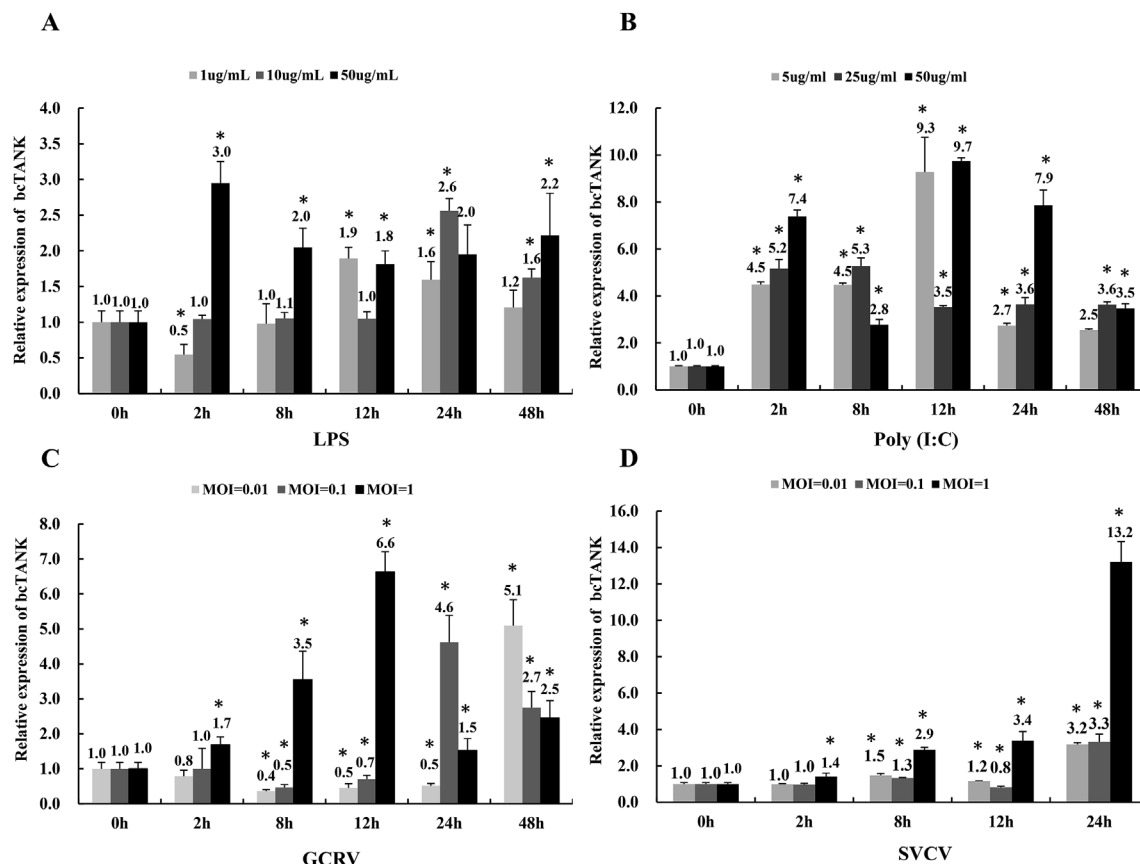 A
1ug/mL 10ug/mL 50ug/mL
Relative expression of bcTANK
4.0
3.5
3.0
2.5
2.0
1.5
1.0
0.5
0.0
1.0 1.0 1.0
* 0.5 1.0 * 3.0
1.0 1.1 * 2.0
* 1.9 1.0 * 1.8
* 1.6 * 2.6 2.0
1.2 * 1.6 * 2.2
0h 2h 8h 12h 24h 48h
LPS
B
5ug/ml 25ug/ml 50ug/ml
Relative expression of bcTANK
12.0
10.0
8.0
6.0
4.0
2.0
0.0
1.0 1.0 1.0
* 4.5 * 5.2 * 7.4
* 4.5 * 5.3 * 2.8
* 9.3 * 3.5 * 9.7
* 2.7 * 3.6 * 7.9
2.5 * 3.6 * 3.5
0h 2h 8h 12h 24h 48h
Poly (I:C)
C
MOI=0.01 MOI=0.1 MOI=1
Relative expression of bcTANK
8.0
7.0
6.0
5.0
4.0
3.0
2.0
1.0
0.0
1.0 1.0 1.0
0.8 1.0 * 1.7
* 0.4 * 0.5 * 3.5
* 0.5 * 0.7 * 6.6
* 0.5 * 4.6 * 1.5
* 5.1 * 2.7 * 2.5
0h 2h 8h 12h 24h 48h
GCRV
D
MOI=0.01 MOI=0.1 MOI=1
Relative expression of bcTANK
16.0
14.0
12.0
10.0
8.0
6.0
4.0
2.0
0.0
1.0 1.0 1.0
1.0 1.0 * 1.4
* 1.5 * 1.3 * 2.9
* 1.2 * 0.8 * 3.4
* 3.2 * 3.3 * 13.2
0h 2h 8h 12h 24h
SVCV